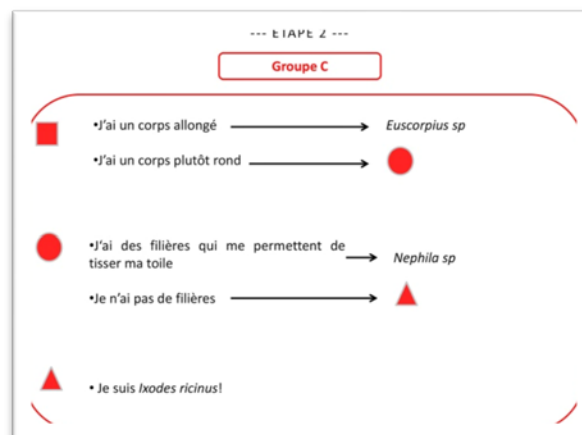 --- ETAPE 2 ---
Groupe C
•J'ai un corps allongé Euscorpius sp
•J'ai un corps plutôt rond
•J'ai des filières qui me permettent de
tisser ma toile Nephila sp
•Je n'ai pas de filières
• Je suis Ixodes ricinus!